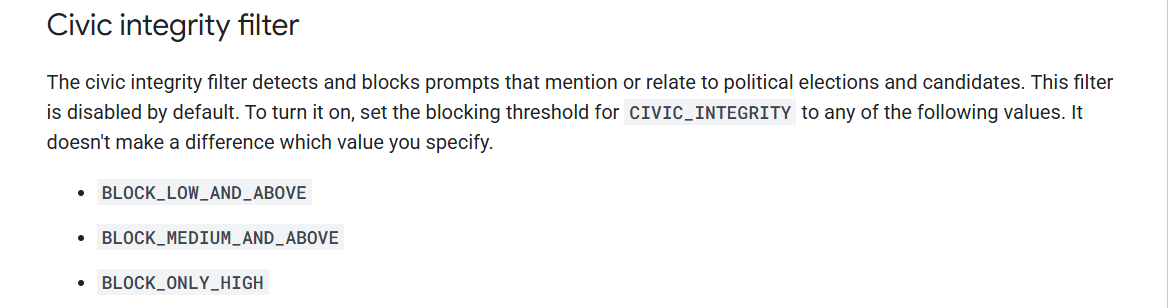 Civic integrity filter
The civic integrity filter detects and blocks prompts that mention or relate to political elections and candidates. This filter
is disabled by default. To turn it on, set the blocking threshold for CIVIC_INTEGRITY to any of the following values. It
doesn't make a difference which value you specify.
• BLOCK_LOW_AND_ABOVE
• BLOCK_MEDIUM_AND_ABOVE
• BLOCK_ONLY_HIGH